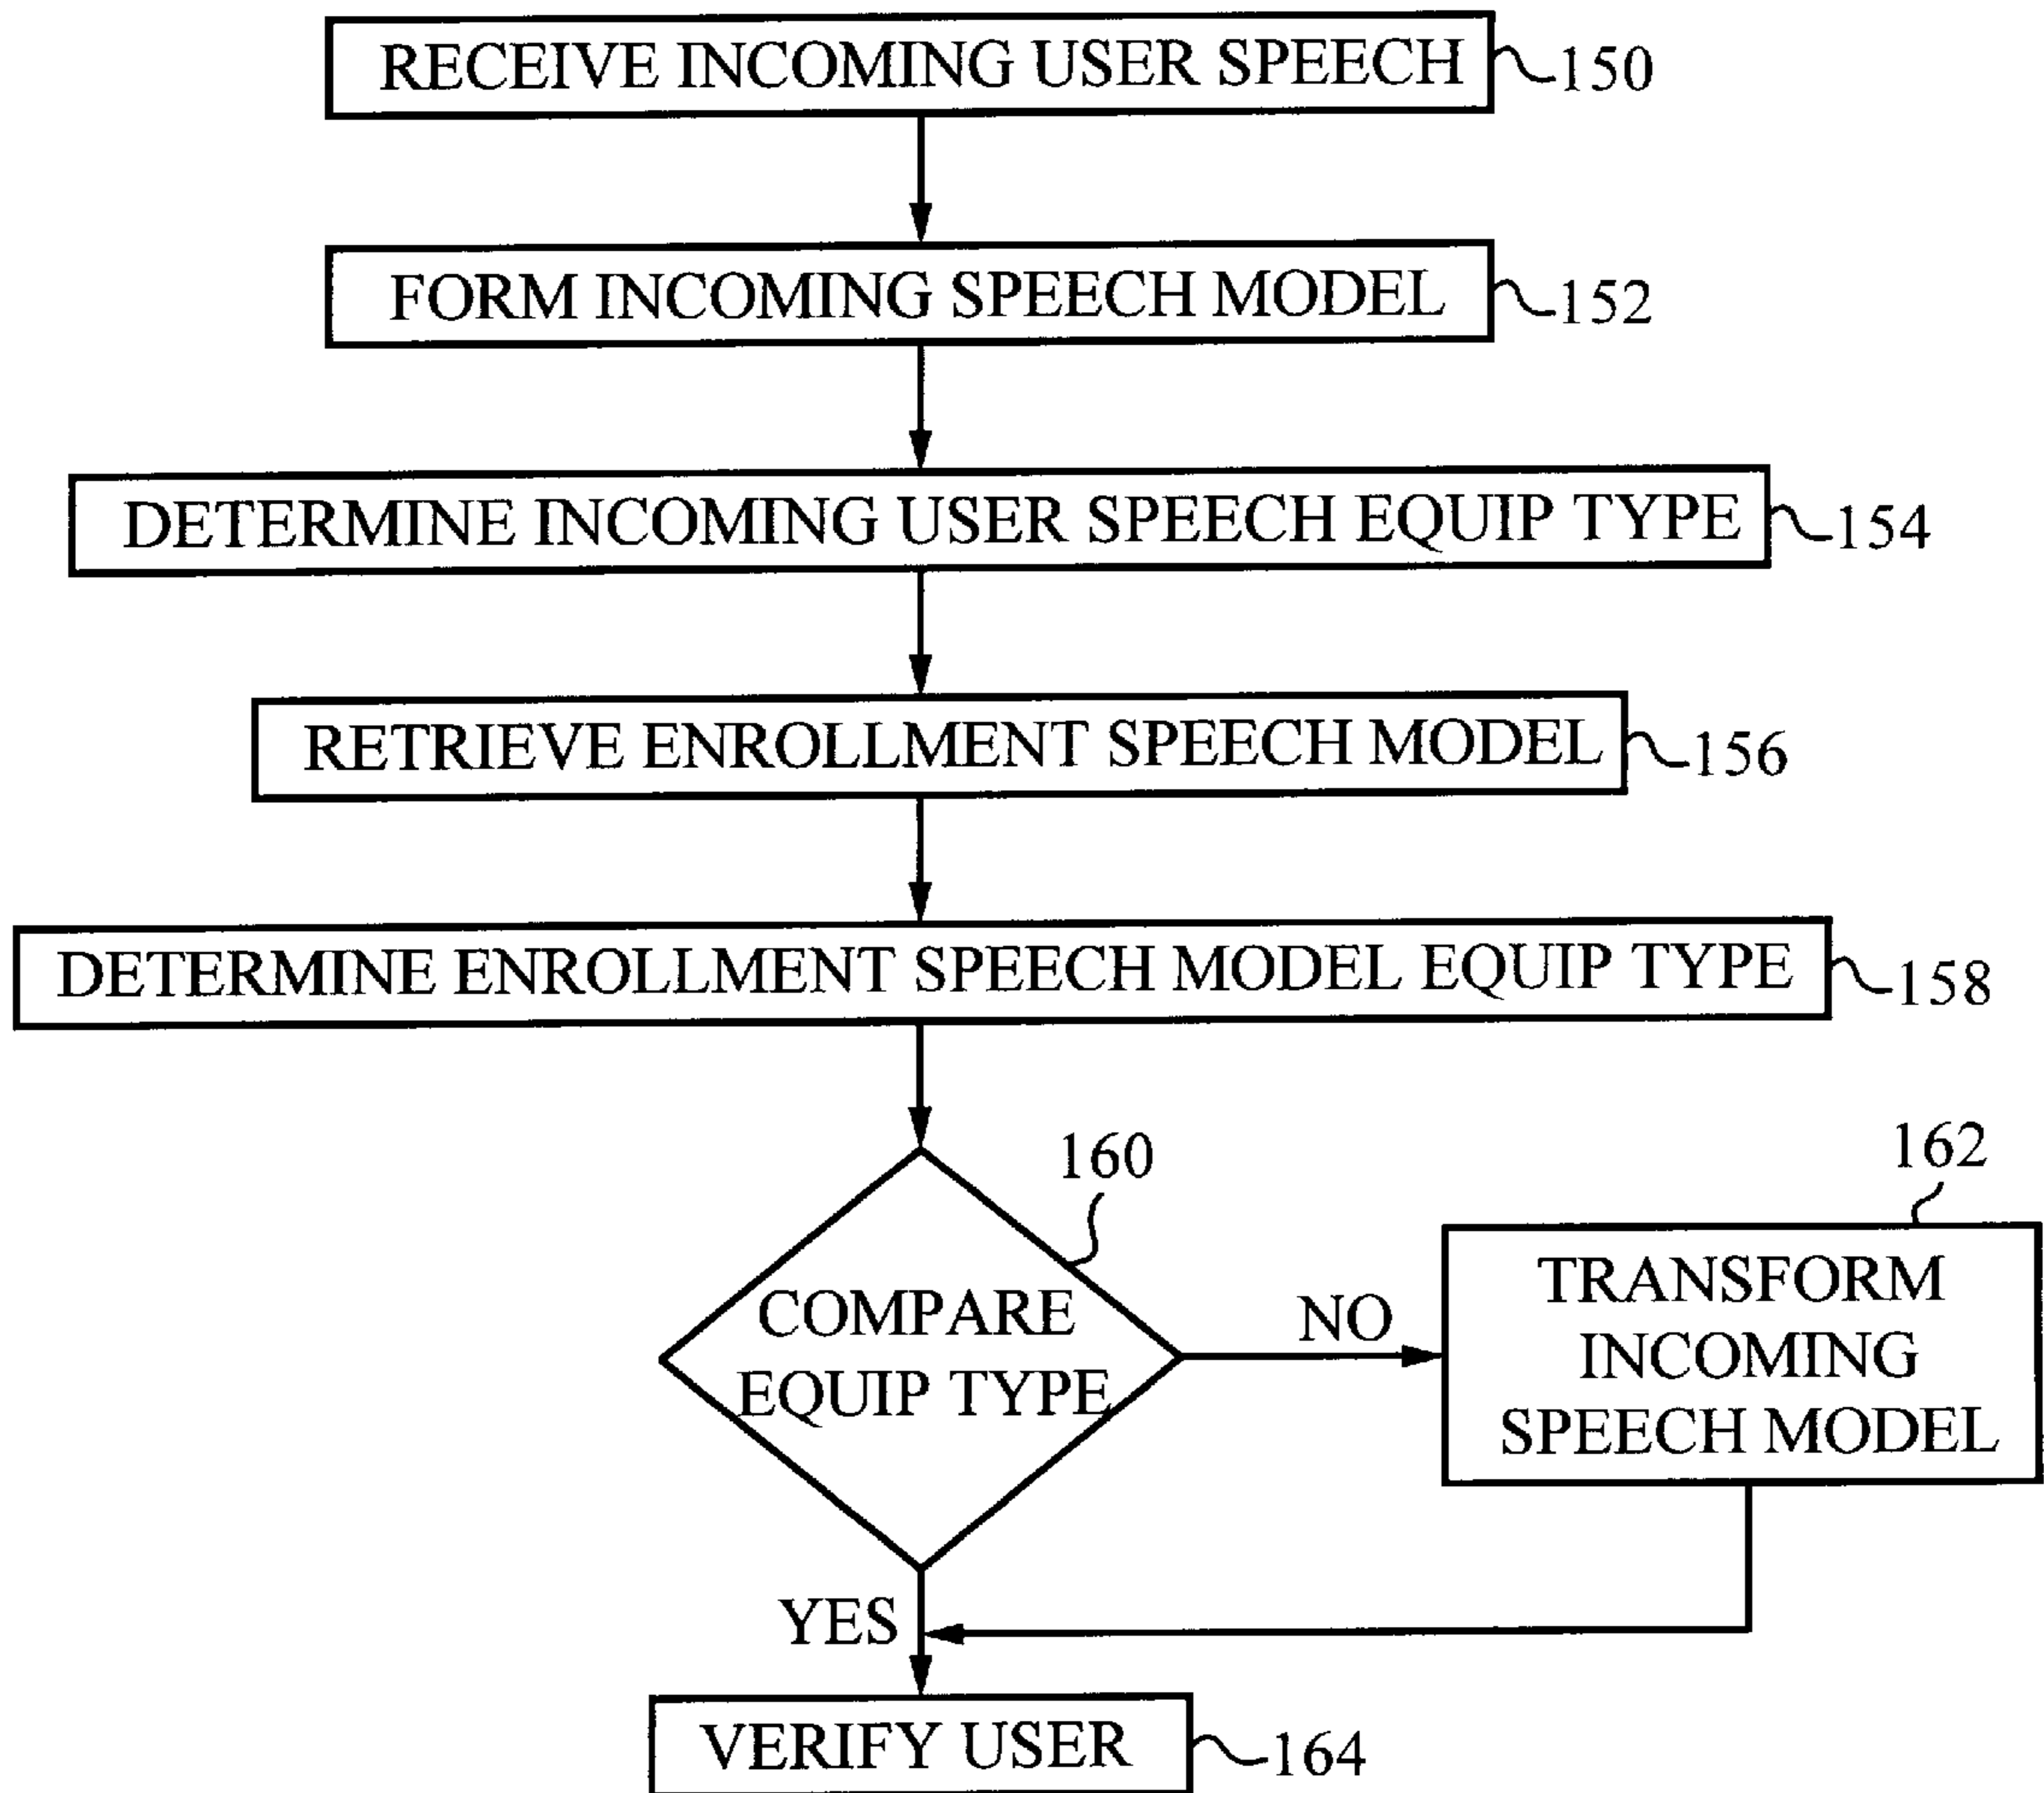 RECEIVE INCOMING USER SPEECH 150
FORM INCOMING SPEECH MODEL 152
DETERMINE INCOMING USER SPEECH EQUIP TYPE 154
RETRIEVE ENROLLMENT SPEECH MODEL 156
DETERMINE ENROLLMENT SPEECH MODEL EQUIP TYPE 158
160
COMPARE
EQUIP TYPE
NO
162
TRANSFORM
INCOMING
SPEECH MODEL
YES
VERIFY USER 164